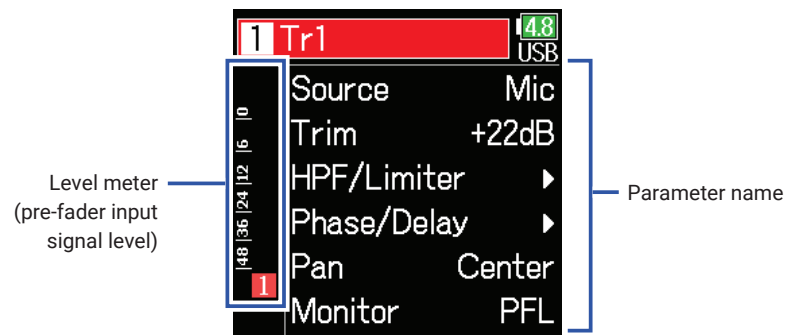 1 Tr1
4.8
USB
Source Mic
Trim +22dB
HPF/Limiter
Phase/Delay
Pan Center
Monitor PFL
0
6
12
24
36
48
1
Level meter
(pre-fader input
signal level)
Parameter name